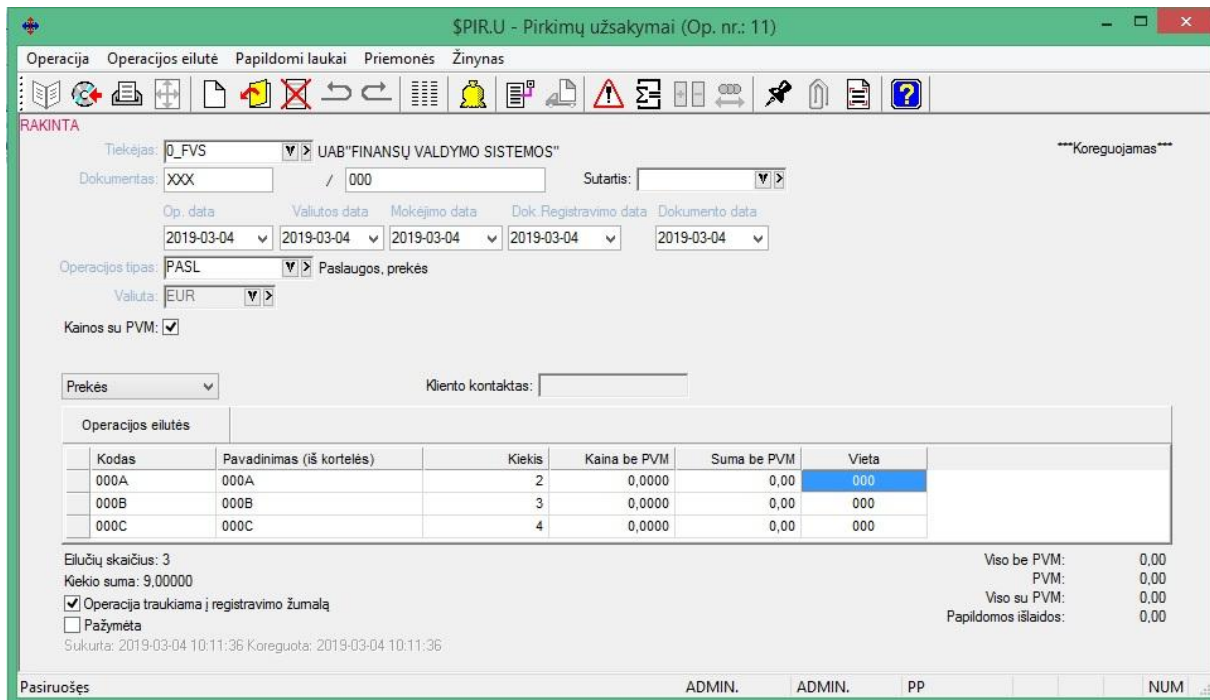 $PIR.U - Pirkimų užsakymai (Op. nr.: 11)
Operacija Operacijos eilutė Papildomi laukai Priemonės Žinynas
RAKINTA
Tiekėjas: 0_FVS UAB"FINANSŲ VALDYMO SISTEMOS" ***Koreguojamas***
Dokumentas: XXX / 000 Sutartis:
Op. data Valiutos data Mokėjimo data Dok.Registravimo data Dokumento data
2019-03-04 2019-03-04 2019-03-04 2019-03-04 2019-03-04
Operacijos tipas: PASL Paslaugos, prekės
Valiuta: EUR
Kainos su PVM:
Prekės Kliento kontaktas:
Operacijos eilutės
Kodas Pavadinimas (iš kortelės) Kiekis Kaina be PVM Suma be PVM Vieta
000A 000A 2 0,0000 0,00 000
000B 000B 3 0,0000 0,00 000
000C 000C 4 0,0000 0,00 000
Eilučių skaičius: 3 Viso be PVM: 0,00
Kiekio suma: 9,00000 PVM: 0,00
Operacija traukiama į registravimo žurnalą Viso su PVM: 0,00
Pažymėta Papildomos išlaidos: 0,00
Sukurta: 2019-03-04 10:11:36 Koreguota: 2019-03-04 10:11:36
Pasiruošęs ADMIN. ADMIN. PP NUM